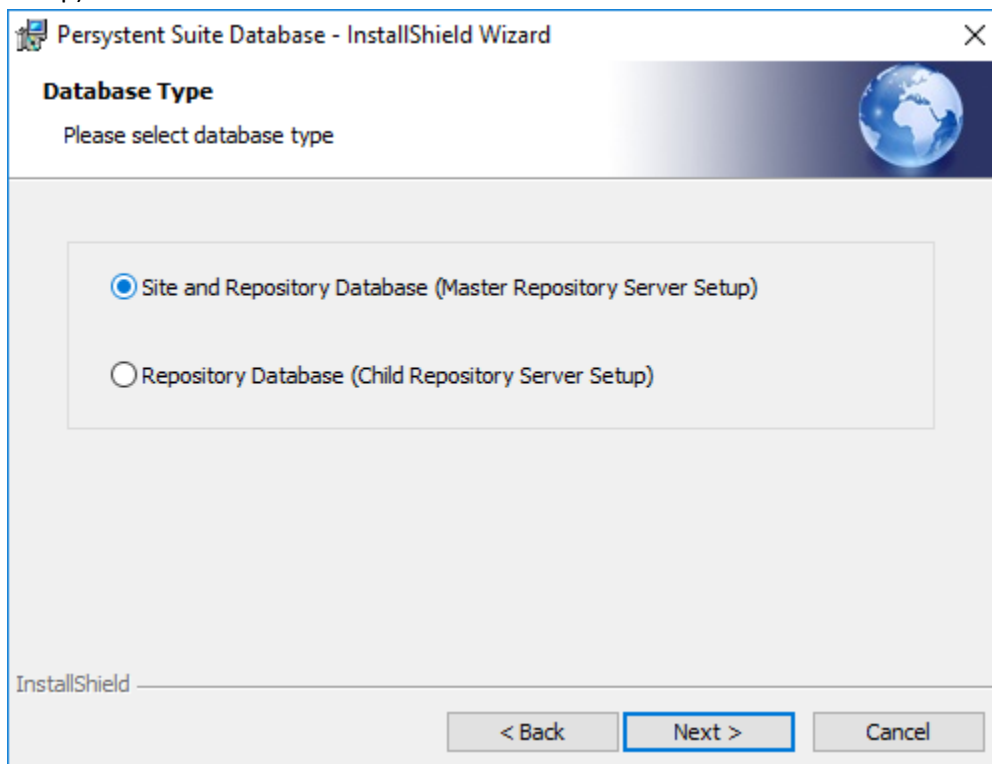 Persystent Suite Database - InstallShield Wizard
Database Type
Please select database type
Site and Repository Database (Master Repository Server Setup)
Repository Database (Child Repository Server Setup)
InstallShield
< Back
Next >
Cancel